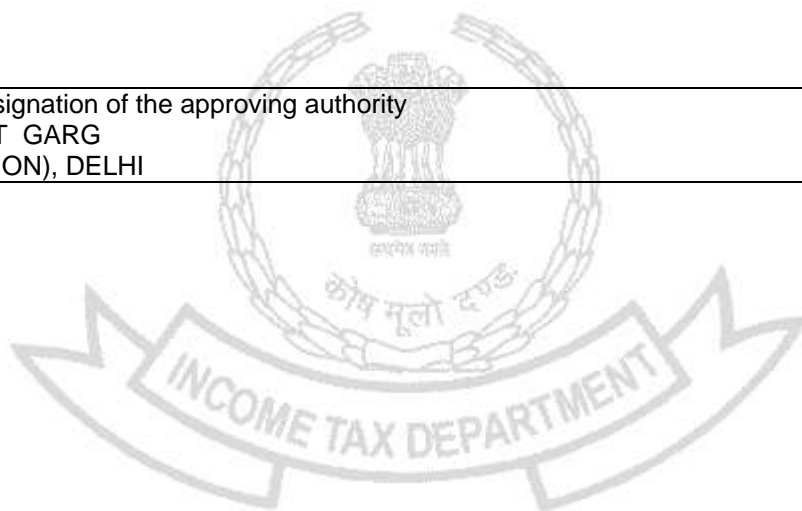 signation of the approving authority
T GARG
ON), DELHI
सत्यमेव जयते
कोष मूलो दण्डः
INCOME TAX DEPARTMENT